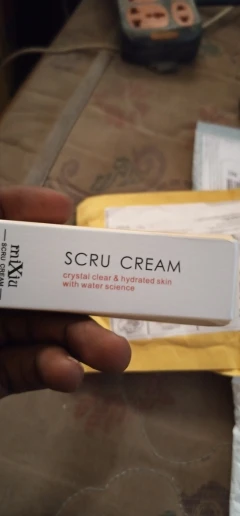 miXiu
SCRU CREAM
SCRU CREAM
crystal clear & hydrated skin
with water science